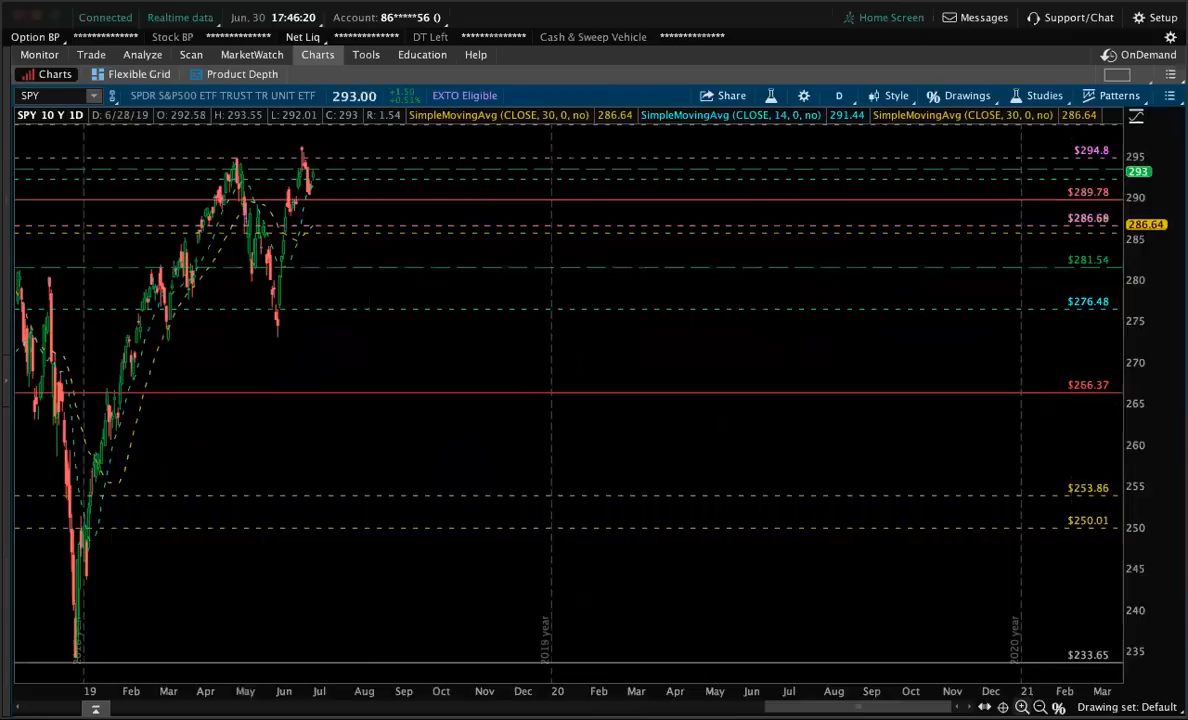 Connected Realtime data Jun. 30 17:46:20 Account: 86*****56 () Home Screen Messages Support/Chat Setup
Option BP ************** Stock BP ************** Net Liq ************** DT Left ************** Cash & Sweep Vehicle **************
Monitor Trade Analyze Scan MarketWatch Charts Tools Education Help OnDemand
Charts Flexible Grid Product Depth
SPY SPDR S&P500 ETF TRUST TR UNIT ETF 293.00 +1.50 +0.51% EXTO Eligible Share D Style Drawings Studies Patterns
SPY 10 Y 1D D: 6/28/19 O: 292.58 H: 293.55 L: 292.01 C: 293 R: 1.54 SimpleMovingAvg (CLOSE, 30, 0, no) 286.64 SimpleMovingAvg (CLOSE, 14, 0, no) 291.44 SimpleMovingAvg (CLOSE, 30, 0, no) 286.64
$294.8
295
293
$289.78
290
286.64
285
$281.54
280
$276.48
275
270
$266.37
265
260
255
$253.86
$250.01
250
245
240
235
$233.65
2019 year
2020 year
19 Feb Mar Apr May Jun Jul Aug Sep Oct Nov Dec 20 Feb Mar Apr May Jun Jul Aug Sep Oct Nov Dec 21 Feb Mar
Drawing set: Default